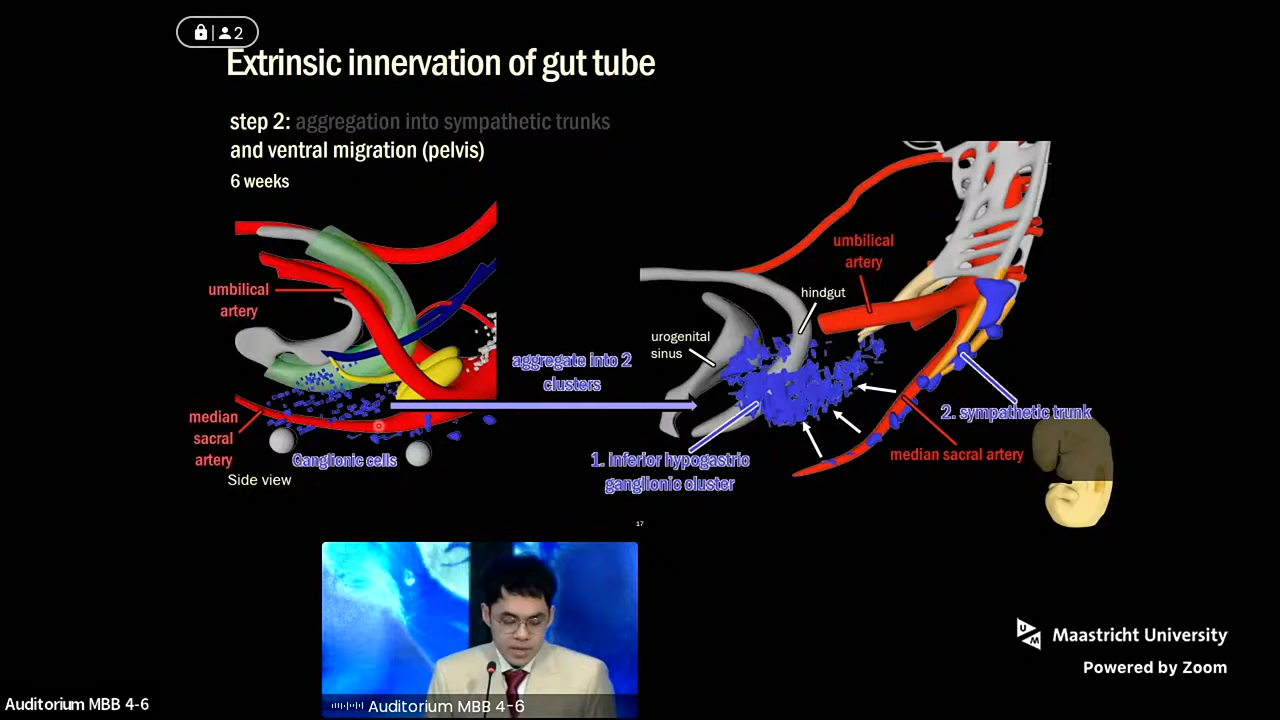 2
Extrinsic innervation of gut tube
step 2: aggregation into sympathetic trunks
and ventral migration (pelvis)
6 weeks
umbilical
artery
median
sacral
artery
Ganglionic cells
Side view
aggregate into 2
clusters
umbilical
artery
hindgut
urogenital
sinus
2. sympathetic trunk
median sacral artery
1. inferior hypogastric
ganglionic cluster
17
U
M
Maastricht University
Powered by Zoom
Auditorium MBB 4-6
Auditorium MBB 4-6